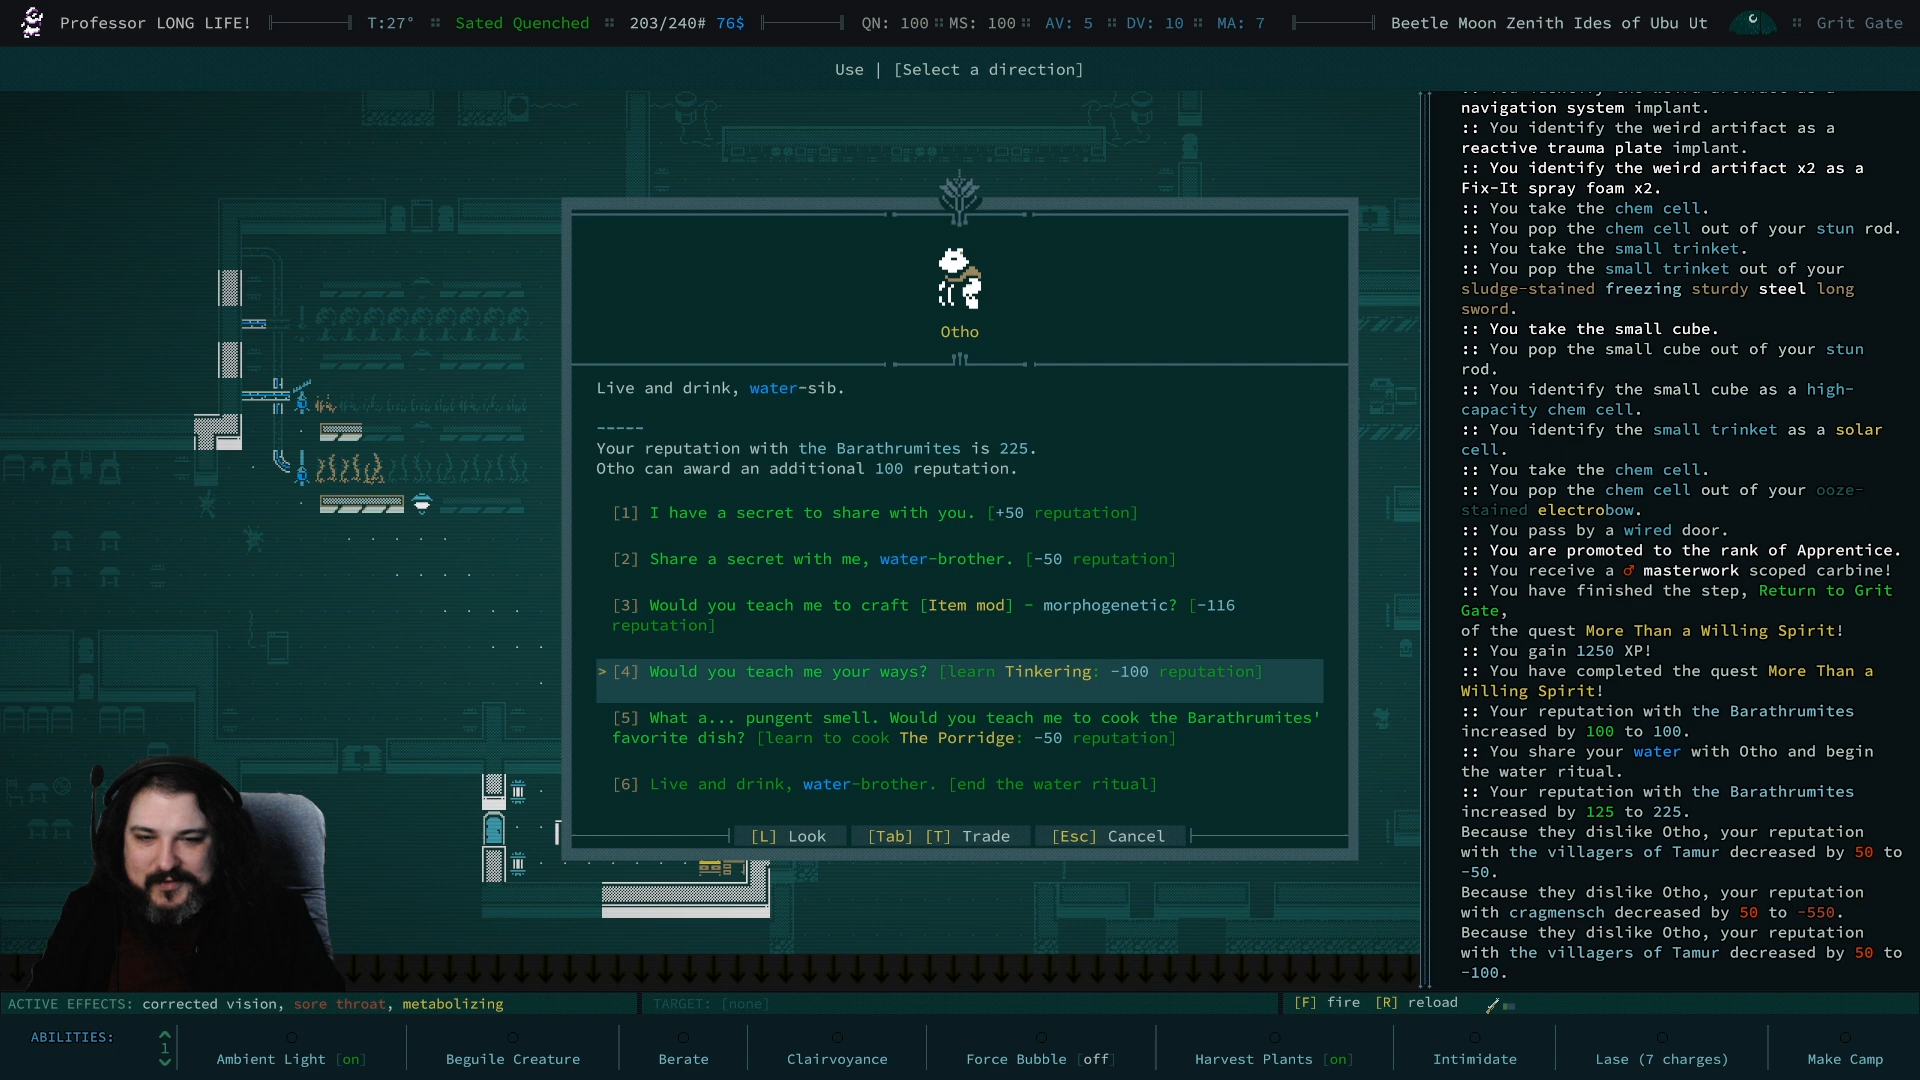 Professor LONG LIFE! T:27° Sated Quenched 203/240# 76$ QN: 100 MS: 100 AV: 5 DV: 10 MA: 7 Beetle Moon Zenith Ides of Ubu Ut Grit Gate
Use | [Select a direction]
Otho
Live and drink, water-sib.
-----
Your reputation with the Barathrumites is 225.
Otho can award an additional 100 reputation.
[1] I have a secret to share with you. [+50 reputation]
[2] Share a secret with me, water-brother. [-50 reputation]
[3] Would you teach me to craft [Item mod] - morphogenetic? [-116
reputation]
> [4] Would you teach me your ways? [learn Tinkering: -100 reputation]
[5] What a... pungent smell. Would you teach me to cook the Barathrumites'
favorite dish? [learn to cook The Porridge: -50 reputation]
[6] Live and drink, water-brother. [end the water ritual]
[L] Look [Tab] [T] Trade [Esc] Cancel
navigation system implant.
:: You identify the weird artifact as a
reactive trauma plate implant.
:: You identify the weird artifact x2 as a
Fix-It spray foam x2.
:: You take the chem cell.
:: You pop the chem cell out of your stun rod.
:: You take the small trinket.
:: You pop the small trinket out of your
sludge-stained freezing sturdy steel long
sword.
:: You take the small cube.
:: You pop the small cube out of your stun
rod.
:: You identify the small cube as a high-
capacity chem cell.
:: You identify the small trinket as a solar
cell.
:: You take the chem cell.
:: You pop the chem cell out of your ooze-
stained electrobow.
:: You pass by a wired door.
:: You are promoted to the rank of Apprentice.
:: You receive a ♂ masterwork scoped carbine!
:: You have finished the step, Return to Grit
Gate,
of the quest More Than a Willing Spirit!
:: You gain 1250 XP!
:: You have completed the quest More Than a
Willing Spirit!
:: Your reputation with the Barathrumites
increased by 100 to 100.
:: You share your water with Otho and begin
the water ritual.
:: Your reputation with the Barathrumites
increased by 125 to 225.
Because they dislike Otho, your reputation
with the villagers of Tamur decreased by 50 to
-50.
Because they dislike Otho, your reputation
with cragmensch decreased by 50 to -550.
Because they dislike Otho, your reputation
with the villagers of Tamur decreased by 50 to
-100.
ACTIVE EFFECTS: corrected vision, sore throat, metabolizing TARGET: [none] [F] fire [R] reload
ABILITIES: 1 Ambient Light [on] Beguile Creature Berate Clairvoyance Force Bubble [off] Harvest Plants [on] Intimidate Lase (7 charges) Make Camp